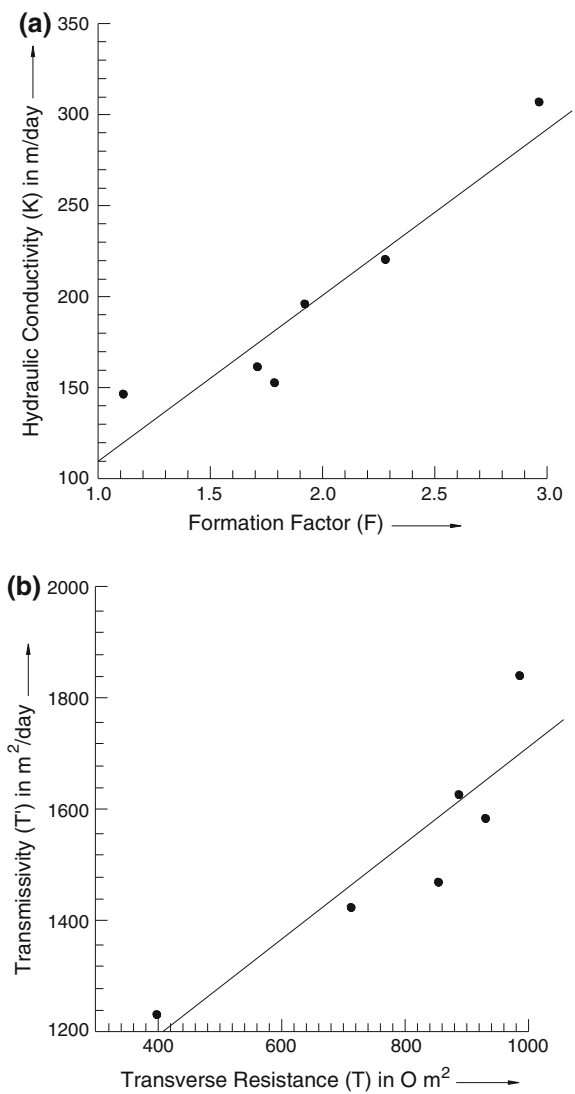 (a)
350
300
250
200
150
100
Hydraulic Conductivity (K) in m/day
1.0 1.5 2.0 2.5 3.0
Formation Factor (F)
(b)
2000
1800
1600
1400
1200
Transmissivity (T') in m²/day
400 600 800 1000
Transverse Resistance (T) in O m²